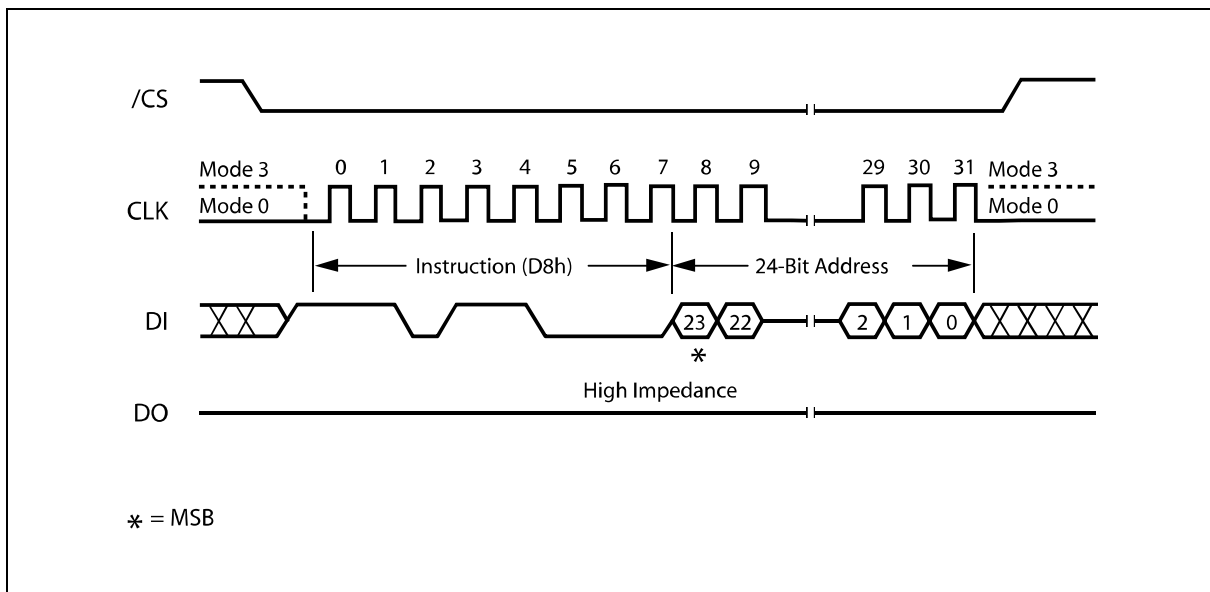 /CS
Mode 3 0 1 2 3 4 5 6 7 8 9 29 30 31 Mode 3
CLK Mode 0 Mode 0
Instruction (D8h) 24-Bit Address
DI 23 22 2 1 0
*
High Impedance
DO
* = MSB